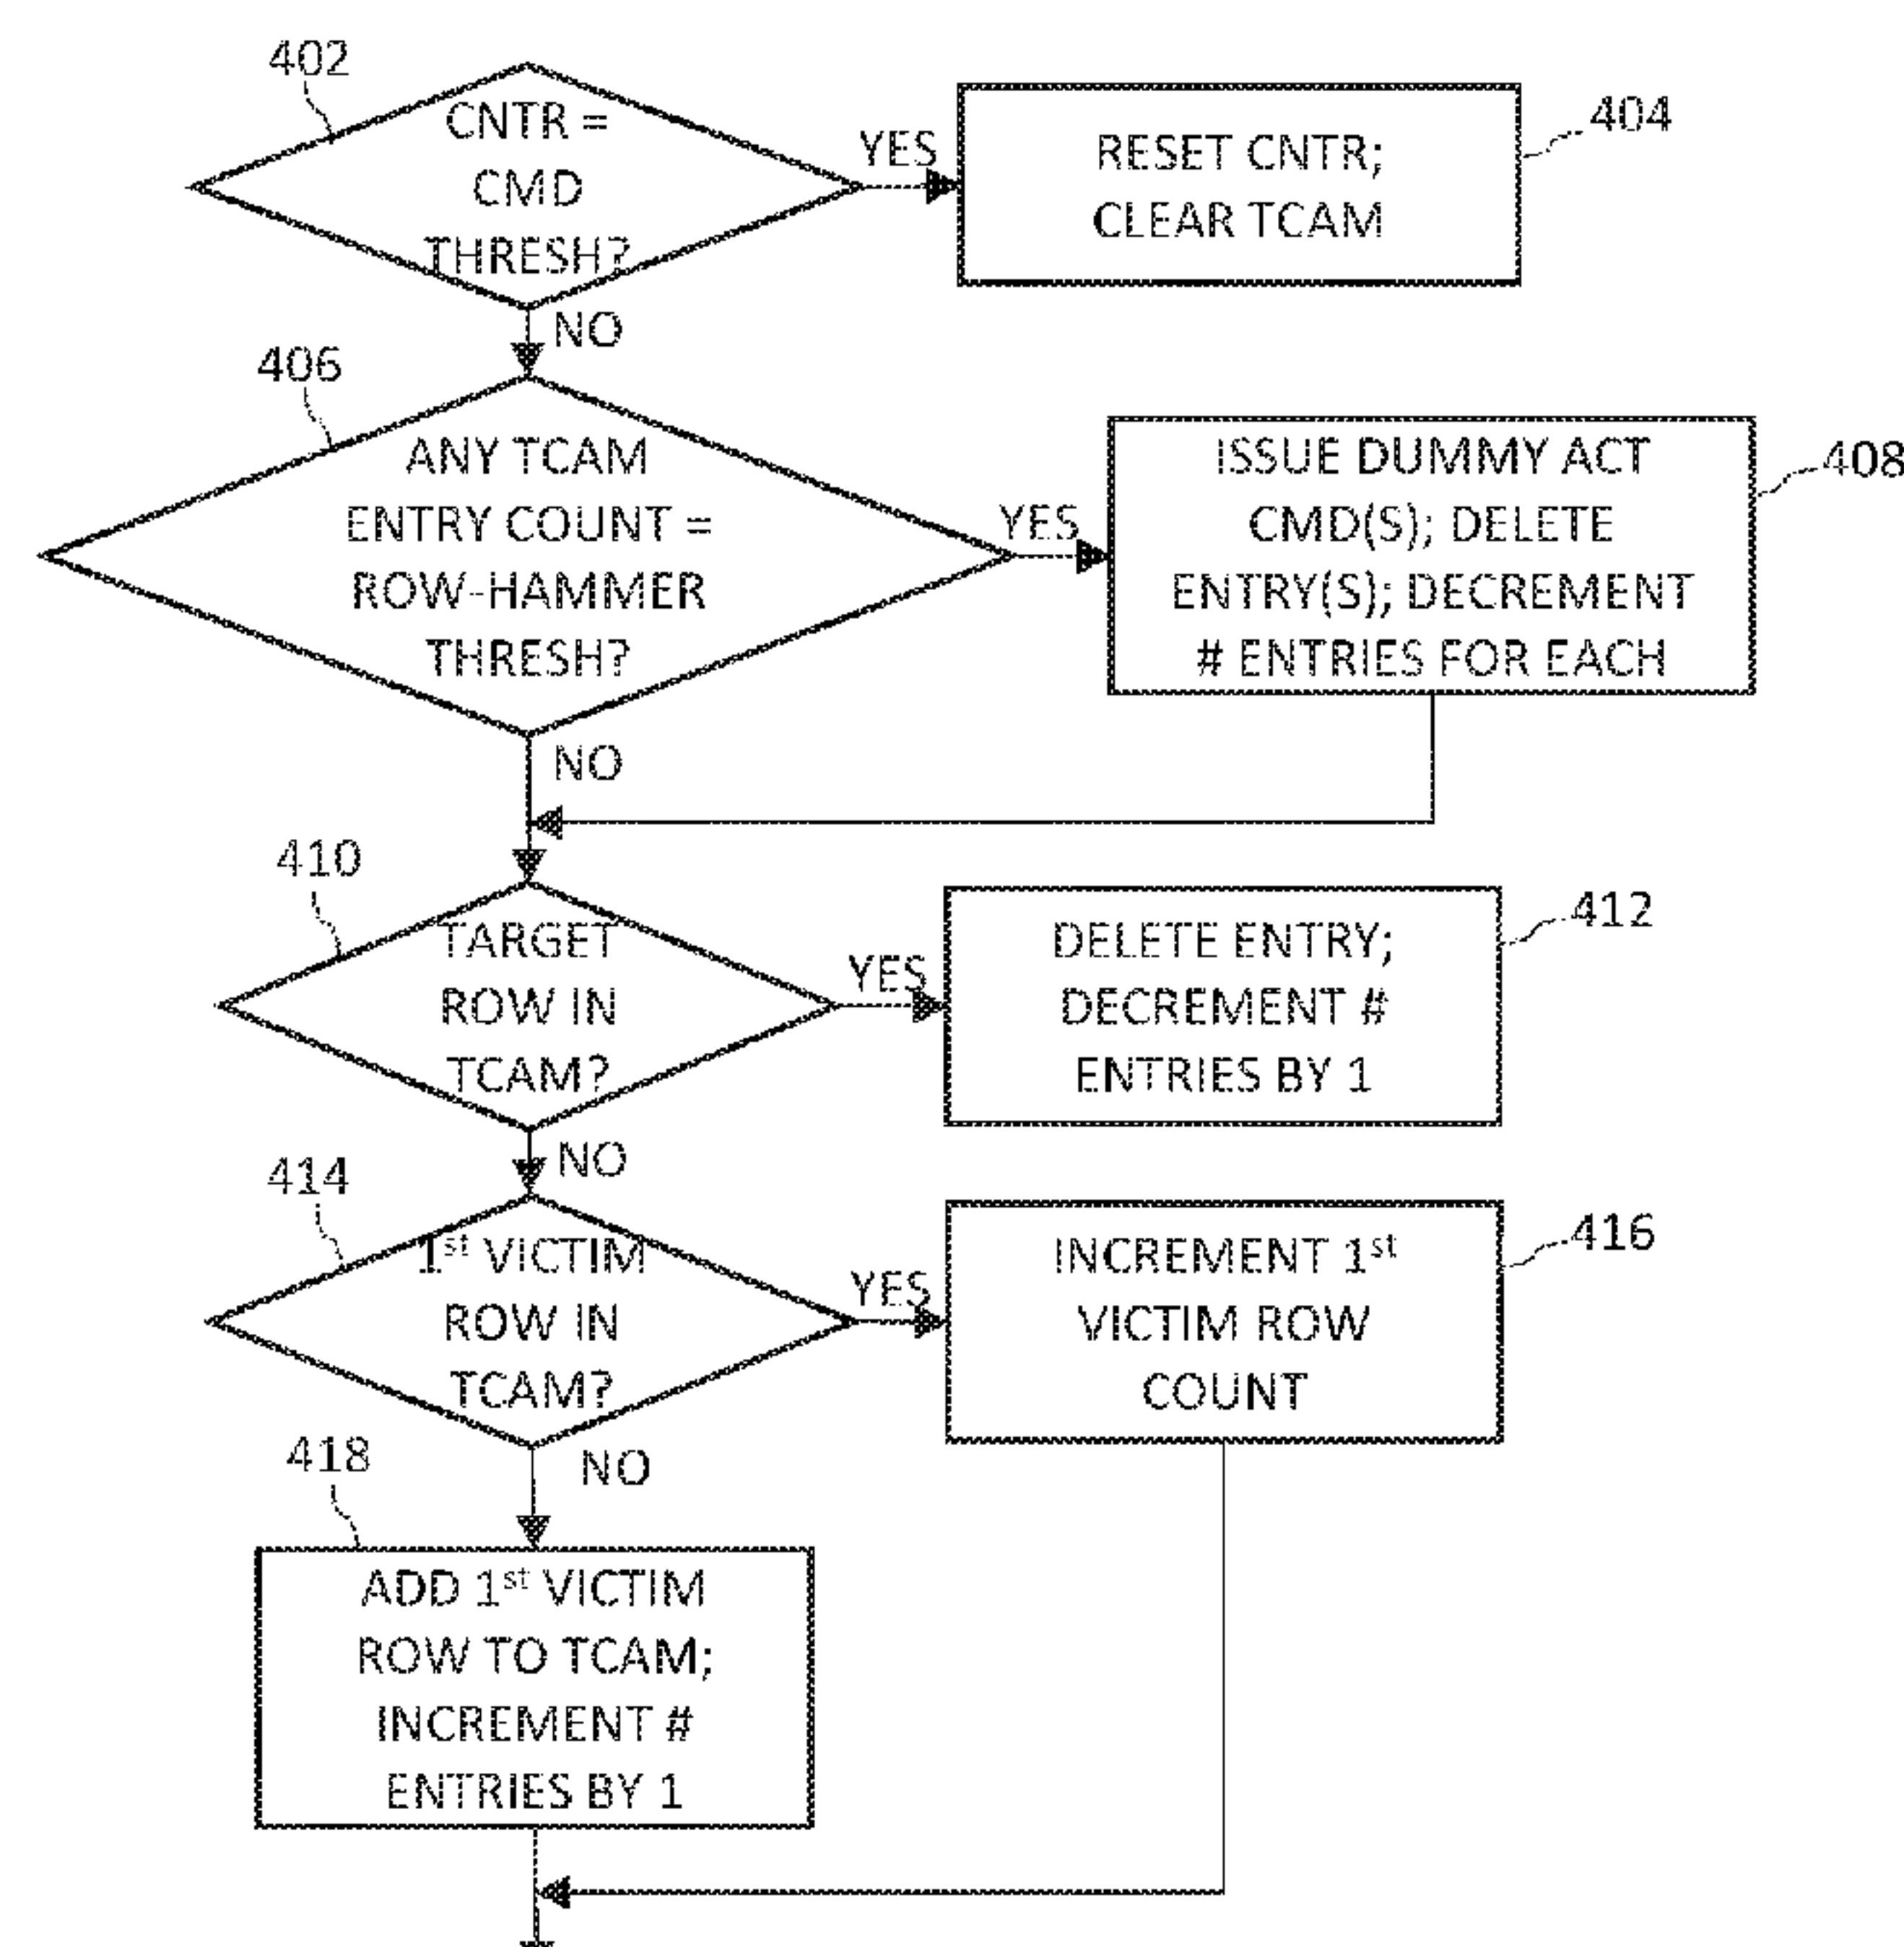 402
CNTR =
CMD
THRESH?
YES
RESET CNTR;
CLEAR TCAM
404
NO
406
ANY TCAM
ENTRY COUNT =
ROW-HAMMER
THRESH?
YES
ISSUE DUMMY ACT
CMD(S); DELETE
ENTRY(S); DECREMENT
# ENTRIES FOR EACH
408
NO
410
TARGET
ROW IN
TCAM?
YES
DELETE ENTRY;
DECREMENT #
ENTRIES BY 1
412
NO
414
1st VICTIM
ROW IN
TCAM?
YES
INCREMENT 1st
VICTIM ROW
COUNT
416
NO
418
ADD 1st VICTIM
ROW TO TCAM;
INCREMENT #
ENTRIES BY 1